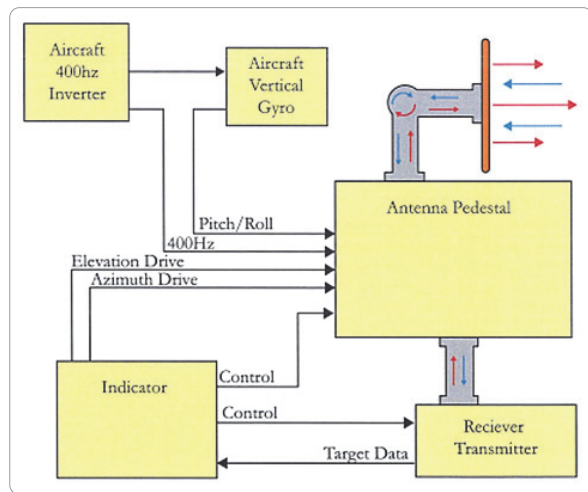 Aircraft
400hz
Inverter
Aircraft
Vertical
Gyro
Antenna Pedestal
Pitch/Roll
400Hz
Elevation Drive
Azimuth Drive
Indicator
Control
Control
Target Data
Reciever
Transmitter